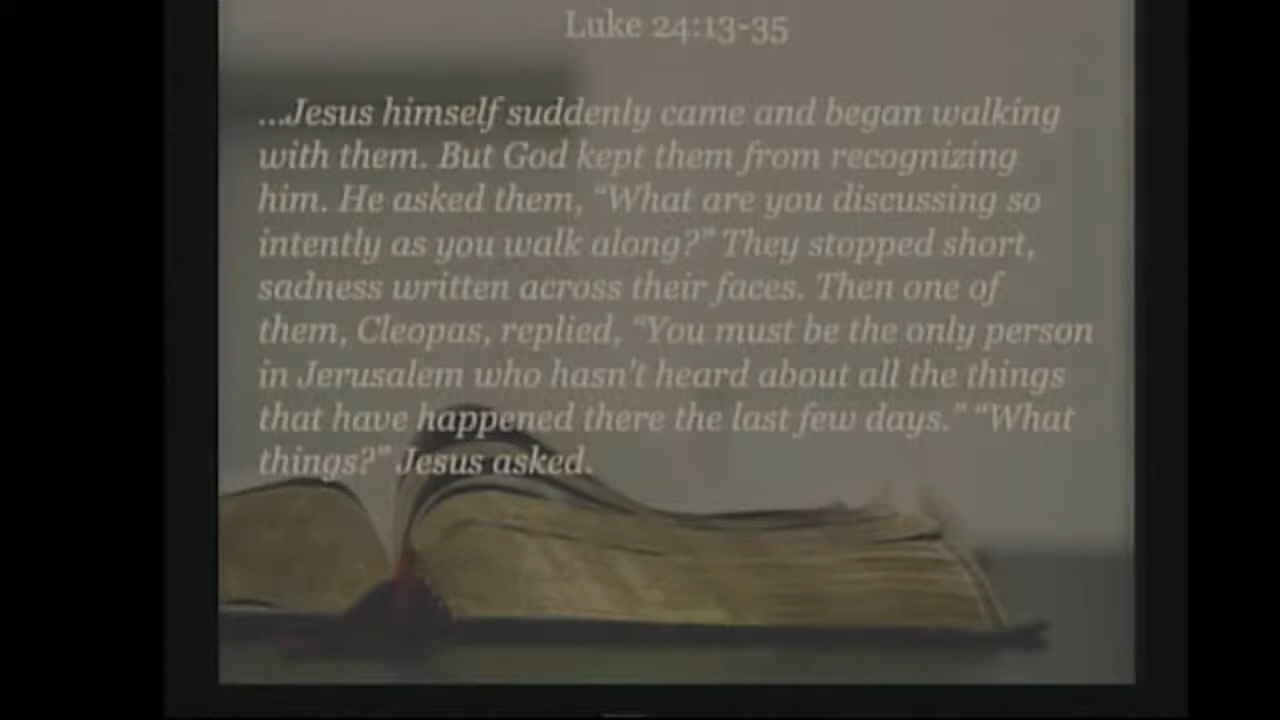 Luke 24:13-35
...Jesus himself suddenly came and began walking
with them. But God kept them from recognizing
him. He asked them, “What are you discussing so
intently as you walk along?” They stopped short,
sadness written across their faces. Then one of
them, Cleopas, replied, “You must be the only person
in Jerusalem who hasn't heard about all the things
that have happened there the last few days.” “What
things?” Jesus asked.